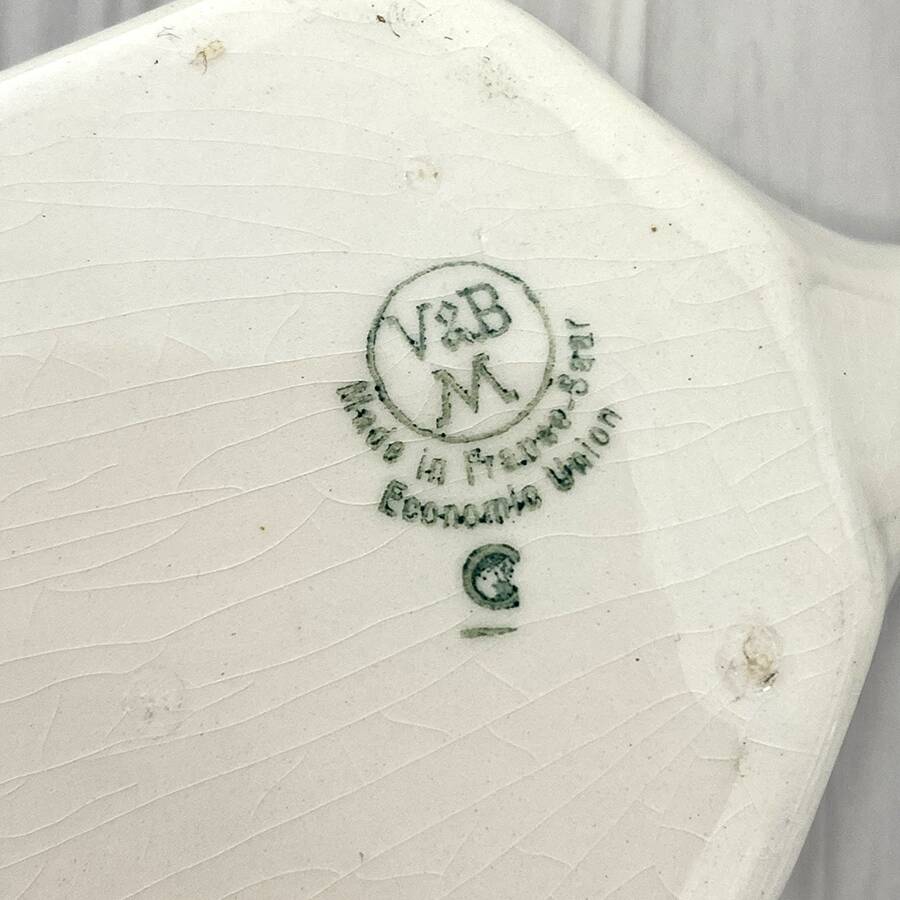 V&B
M
Made in France-Saar
Economic Union